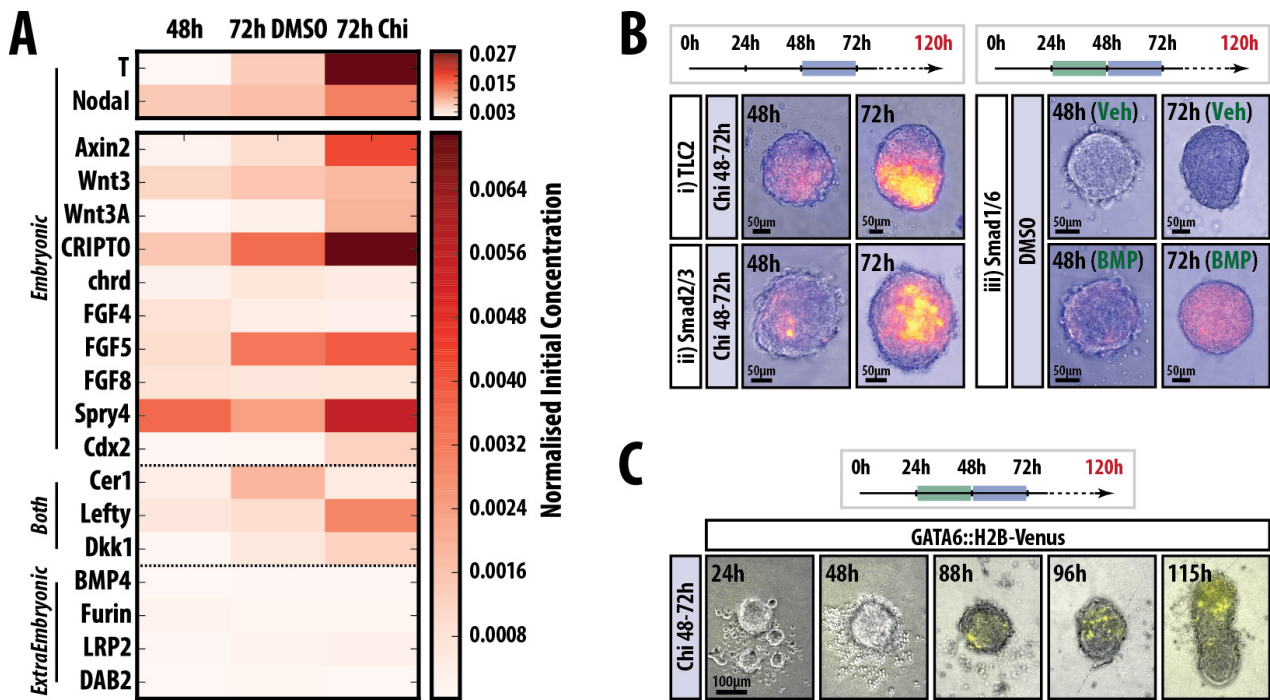 A
48h 72h DMSO 72h Chi
T
Nodal
0.027
0.015
0.003
Embryonic
Axin2
Wnt3
Wnt3A
CRIPTO
chrd
FGF4
FGF5
FGF8
Spry4
Cdx2
Both
Cer1
Lefty
Dkk1
ExtraEmbryonic
BMP4
Furin
LRP2
DAB2
0.0064
0.0056
0.0048
0.0040
0.0032
0.0024
0.0016
0.0008
Normalised Initial Concentration
B
0h 24h 48h 72h 120h
i) TLC2
Chi 48-72h
48h
50µm
72h
50µm
ii) Smad2/3
Chi 48-72h
48h
50µm
72h
50µm
0h 24h 48h 72h 120h
iii) Smad1/6
DMSO
48h (Veh)
50µm
72h (Veh)
50µm
48h (BMP)
50µm
72h (BMP)
50µm
C
0h 24h 48h 72h 120h
GATA6::H2B-Venus
Chi 48-72h
24h
100µm
48h
88h
96h
115h